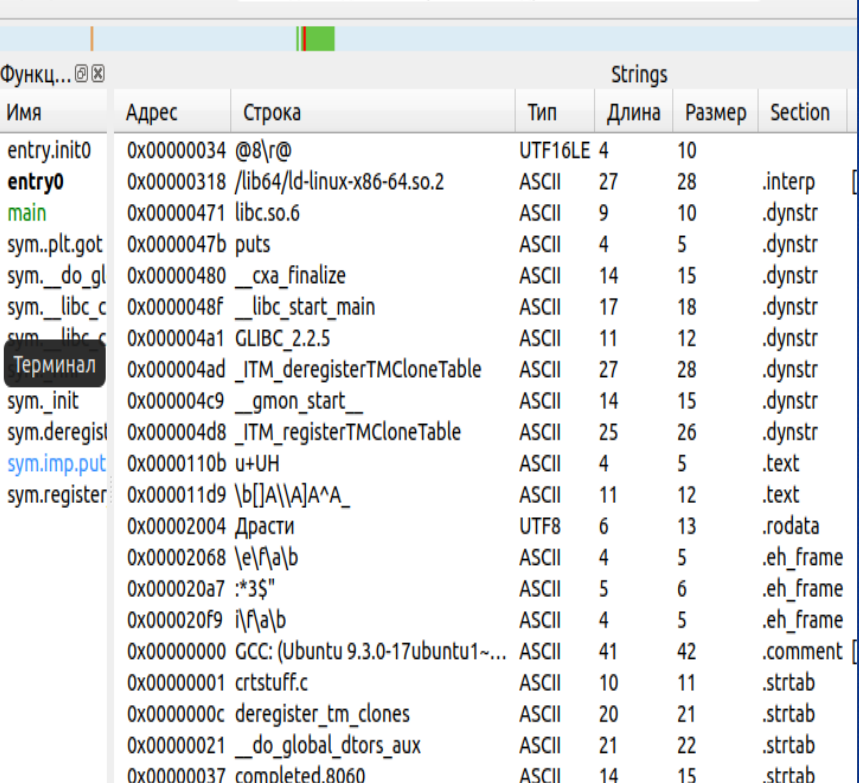 Функц... Strings
Имя Адрес Строка Тип Длина Размер Section
entry.init0 0x00000034 @8\r@ UTF16LE 4 10
entry0 0x00000318 /lib64/ld-linux-x86-64.so.2 ASCII 27 28 .interp [
main 0x00000471 libc.so.6 ASCII 9 10 .dynstr
sym..plt.got 0x0000047b puts ASCII 4 5 .dynstr
sym.__do_gl 0x00000480 __cxa_finalize ASCII 14 15 .dynstr
sym.__libc_c 0x0000048f __libc_start_main ASCII 17 18 .dynstr
sym.__libc_c 0x000004a1 GLIBC_2.2.5 ASCII 11 12 .dynstr
Терминал 0x000004ad _ITM_deregisterTMCloneTable ASCII 27 28 .dynstr
sym._init 0x000004c9 __gmon_start__ ASCII 14 15 .dynstr
sym.deregist 0x000004d8 _ITM_registerTMCloneTable ASCII 25 26 .dynstr
sym.imp.put 0x0000110b u+UH ASCII 4 5 .text
sym.register 0x000011d9 \b[]A\\A]A^A_ ASCII 11 12 .text
0x00002004 Драсти UTF8 6 13 .rodata
0x00002068 \e\f\a\b ASCII 4 5 .eh_frame
0x000020a7 :*3$" ASCII 5 6 .eh_frame
0x000020f9 i\f\a\b ASCII 4 5 .eh_frame
0x00000000 GCC: (Ubuntu 9.3.0-17ubuntu1~... ASCII 41 42 .comment [
0x00000001 crtstuff.c ASCII 10 11 .strtab
0x0000000c deregister_tm_clones ASCII 20 21 .strtab
0x00000021 __do_global_dtors_aux ASCII 21 22 .strtab
0x00000037 completed.8060 ASCII 14 15 .strtab